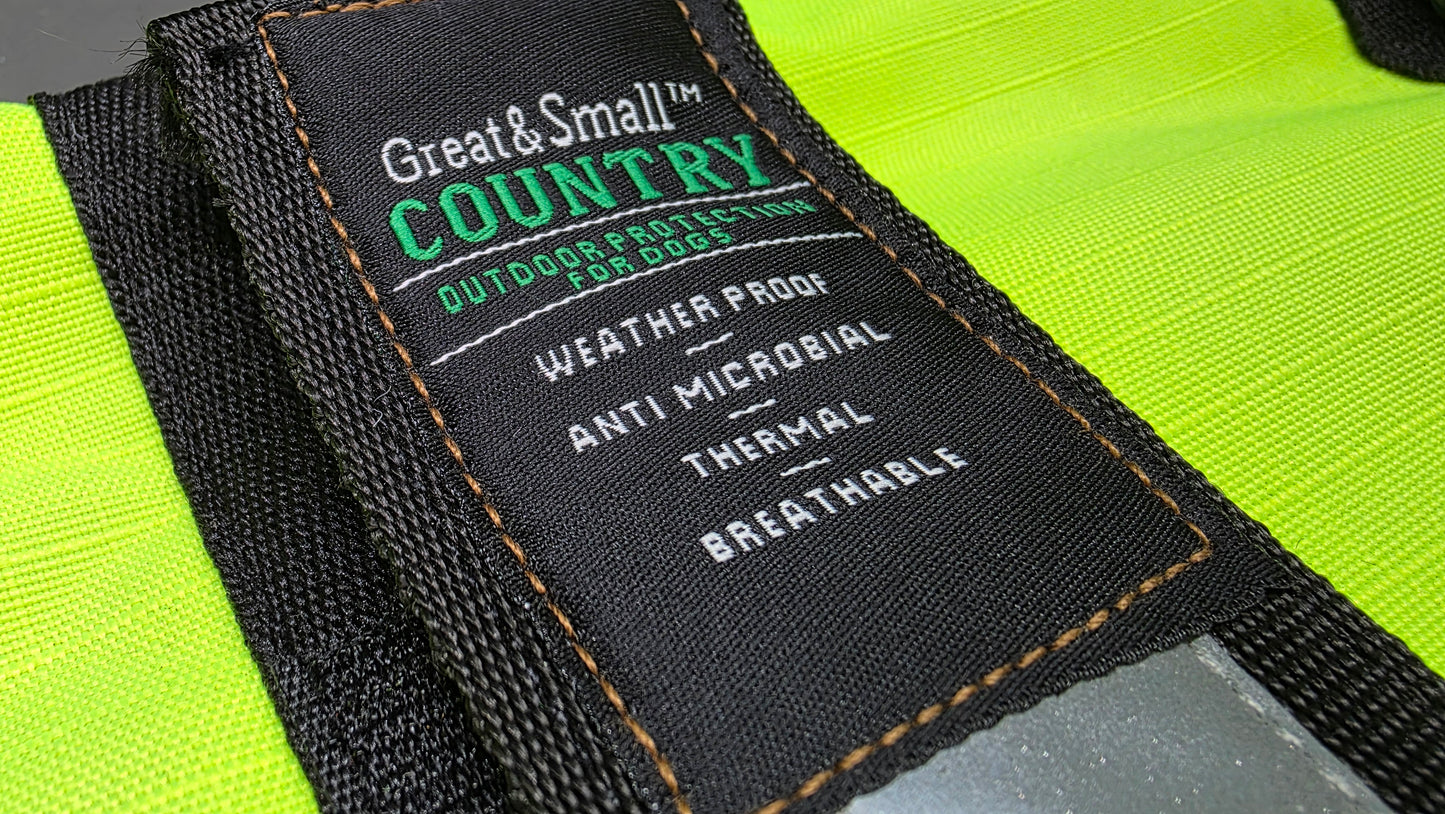 Great&Small™
COUNTRY
OUTDOOR PROTECTION
FOR DOGS
WEATHER PROOF
ANTI MICROBIAL
THERMAL
BREATHABLE